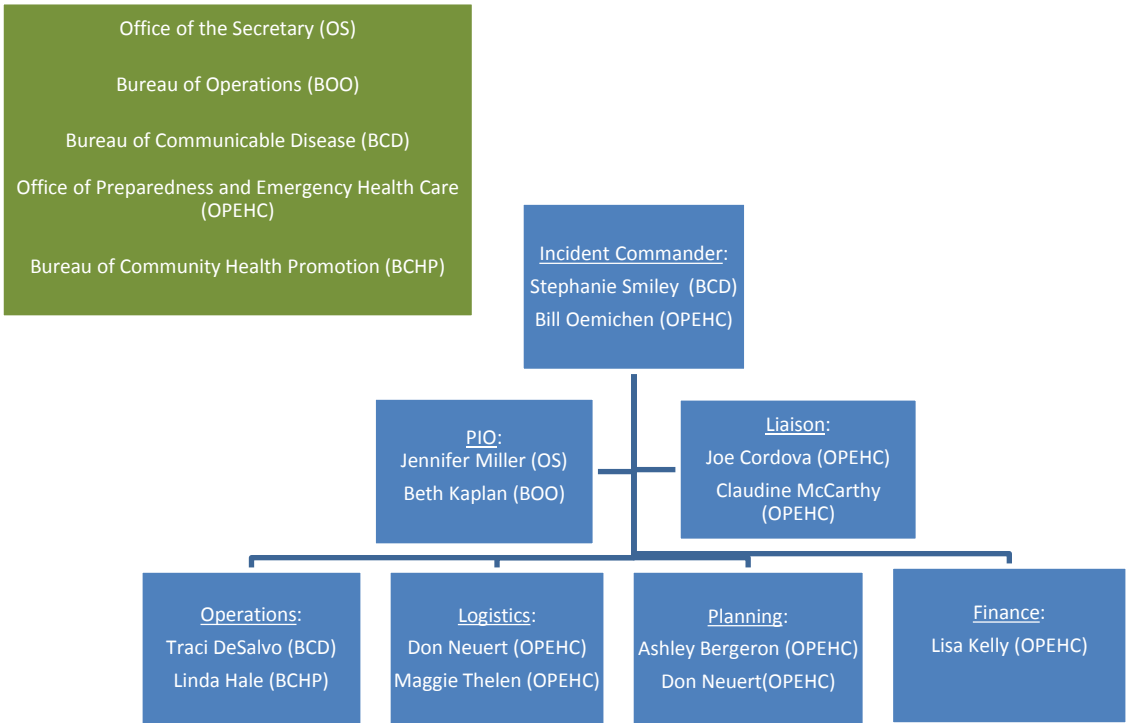 Office of the Secretary (OS)
Bureau of Operations (BOO)
Bureau of Communicable Disease (BCD)
Office of Preparedness and Emergency Health Care
(OPEHC)
Bureau of Community Health Promotion (BCHP)
Incident Commander:
Stephanie Smiley (BCD)
Bill Oemichen (OPEHC)
PIO:
Jennifer Miller (OS)
Beth Kaplan (BOO)
Liaison:
Joe Cordova (OPEHC)
Claudine McCarthy
(OPEHC)
Operations:
Traci DeSalvo (BCD)
Linda Hale (BCHP)
Logistics:
Don Neuert (OPEHC)
Maggie Thelen (OPEHC)
Planning:
Ashley Bergeron (OPEHC)
Don Neuert(OPEHC)
Finance:
Lisa Kelly (OPEHC)